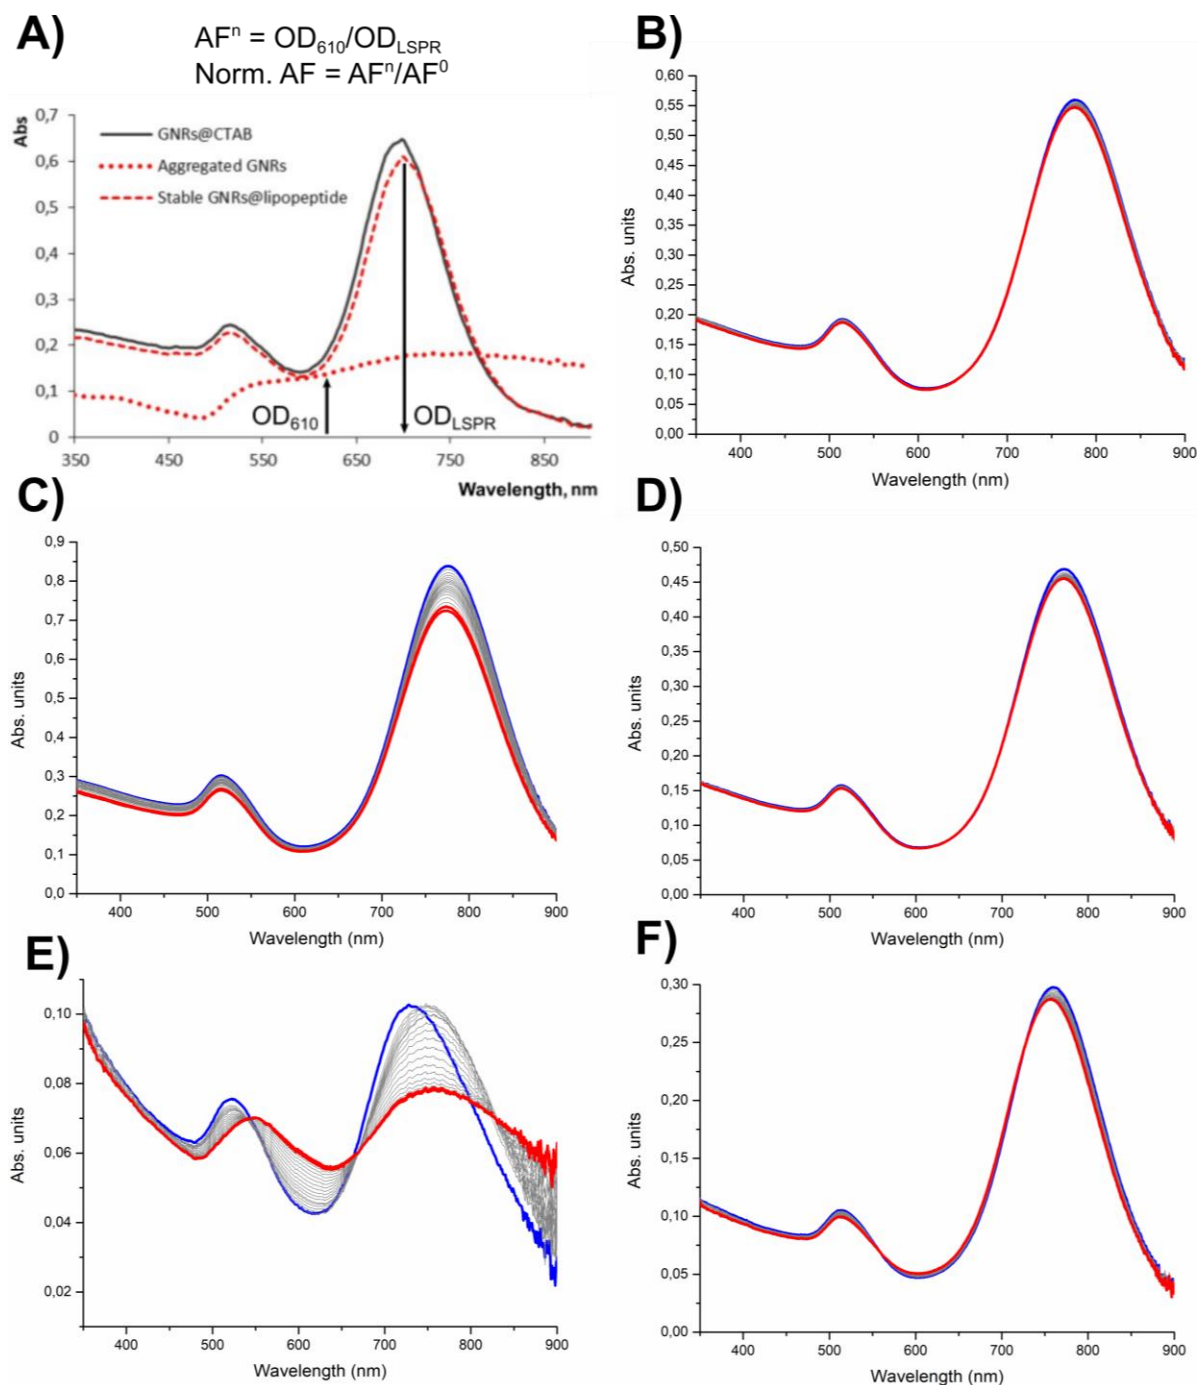 A)
AFⁿ = OD₆₁₀/OD_LSPR
Norm. AF = AFⁿ/AF⁰
Abs
0,7
0,6
0,5
0,4
0,3
0,2
0,1
0
GNRs@CTAB
Aggregated GNRs
Stable GNRs@lipopeptide
OD₆₁₀
OD_LSPR
350 450 550 650 750 850
Wavelength, nm
B)
Abs. units
0,60
0,55
0,50
0,45
0,40
0,35
0,30
0,25
0,20
0,15
0,10
0,05
0,00
400 500 600 700 800 900
Wavelength (nm)
C)
Abs. units
0,9
0,8
0,7
0,6
0,5
0,4
0,3
0,2
0,1
0,0
400 500 600 700 800 900
Wavelength (nm)
D)
Abs. units
0,50
0,45
0,40
0,35
0,30
0,25
0,20
0,15
0,10
0,05
0,00
400 500 600 700 800 900
Wavelength (nm)
E)
Abs. units
0,10
0,08
0,06
0,04
0,02
400 500 600 700 800 900
Wavelength (nm)
F)
Abs. units
0,30
0,25
0,20
0,15
0,10
0,05
0,00
400 500 600 700 800 900
Wavelength (nm)